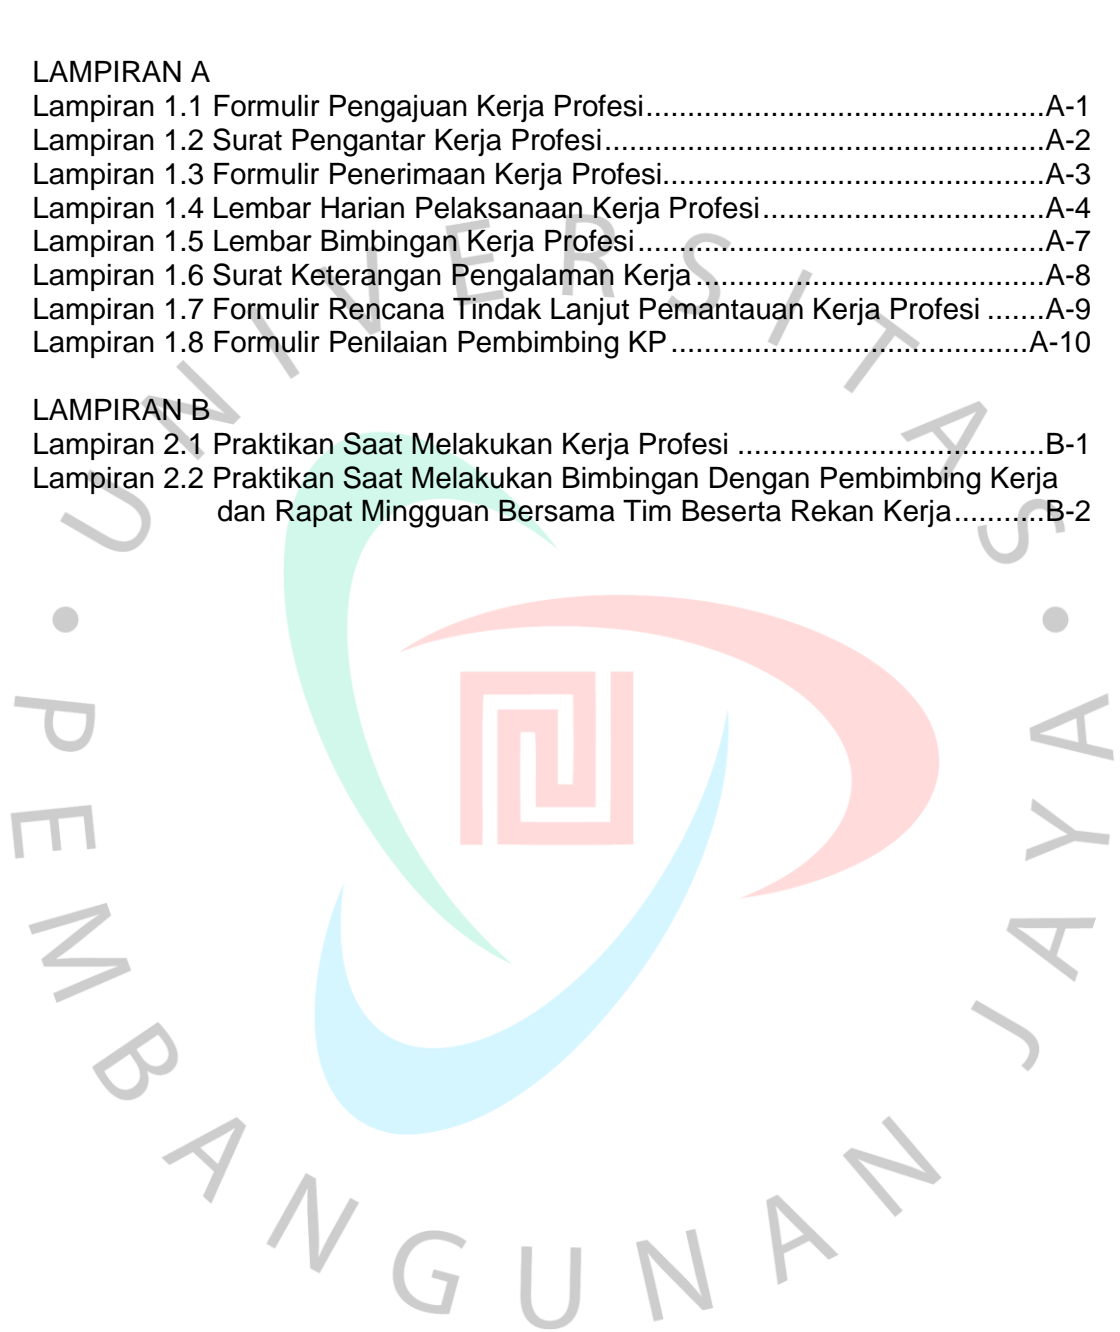 LAMPIRAN A
Lampiran 1.1 Formulir Pengajuan Kerja Profesi................................................A-1
Lampiran 1.2 Surat Pengantar Kerja Profesi.....................................................A-2
Lampiran 1.3 Formulir Penerimaan Kerja Profesi..............................................A-3
Lampiran 1.4 Lembar Harian Pelaksanaan Kerja Profesi..................................A-4
Lampiran 1.5 Lembar Bimbingan Kerja Profesi.................................................A-7
Lampiran 1.6 Surat Keterangan Pengalaman Kerja..........................................A-8
Lampiran 1.7 Formulir Rencana Tindak Lanjut Pemantauan Kerja Profesi .......A-9
Lampiran 1.8 Formulir Penilaian Pembimbing KP...........................................A-10
LAMPIRAN B
Lampiran 2.1 Praktikan Saat Melakukan Kerja Profesi .....................................B-1
Lampiran 2.2 Praktikan Saat Melakukan Bimbingan Dengan Pembimbing Kerja
dan Rapat Mingguan Bersama Tim Beserta Rekan Kerja...........B-2
UNIVERSITAS • PEMBANGUNAN JAYA •